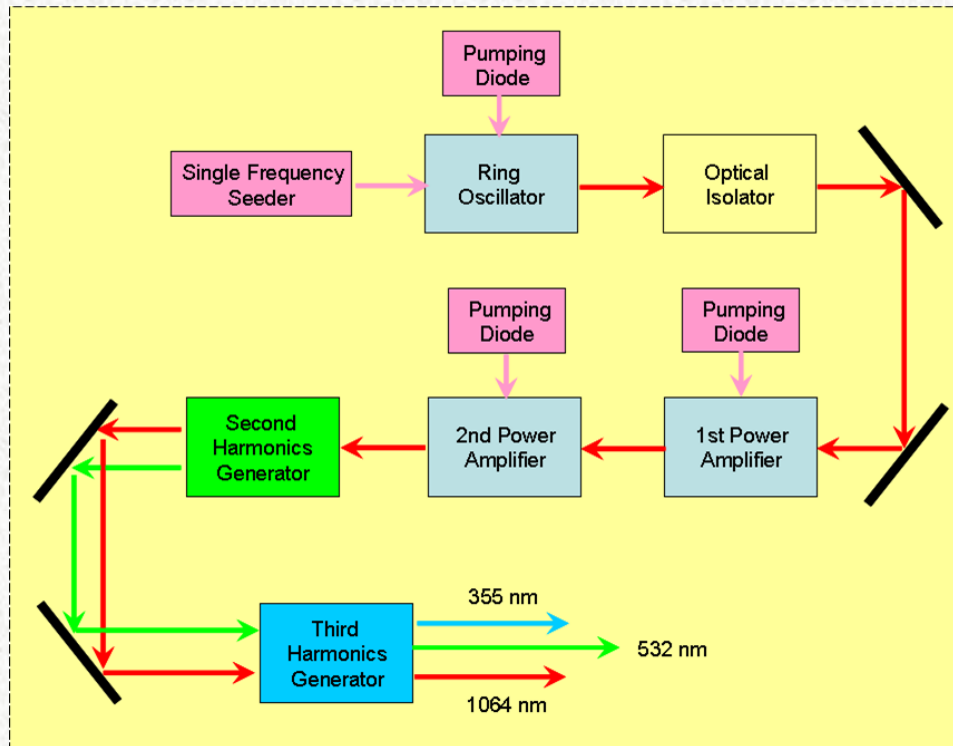 Pumping
Diode
Single Frequency
Seeder
Ring
Oscillator
Optical
Isolator
Pumping
Diode
Pumping
Diode
Second
Harmonics
Generator
2nd Power
Amplifier
1st Power
Amplifier
355 nm
Third
Harmonics
Generator
532 nm
1064 nm